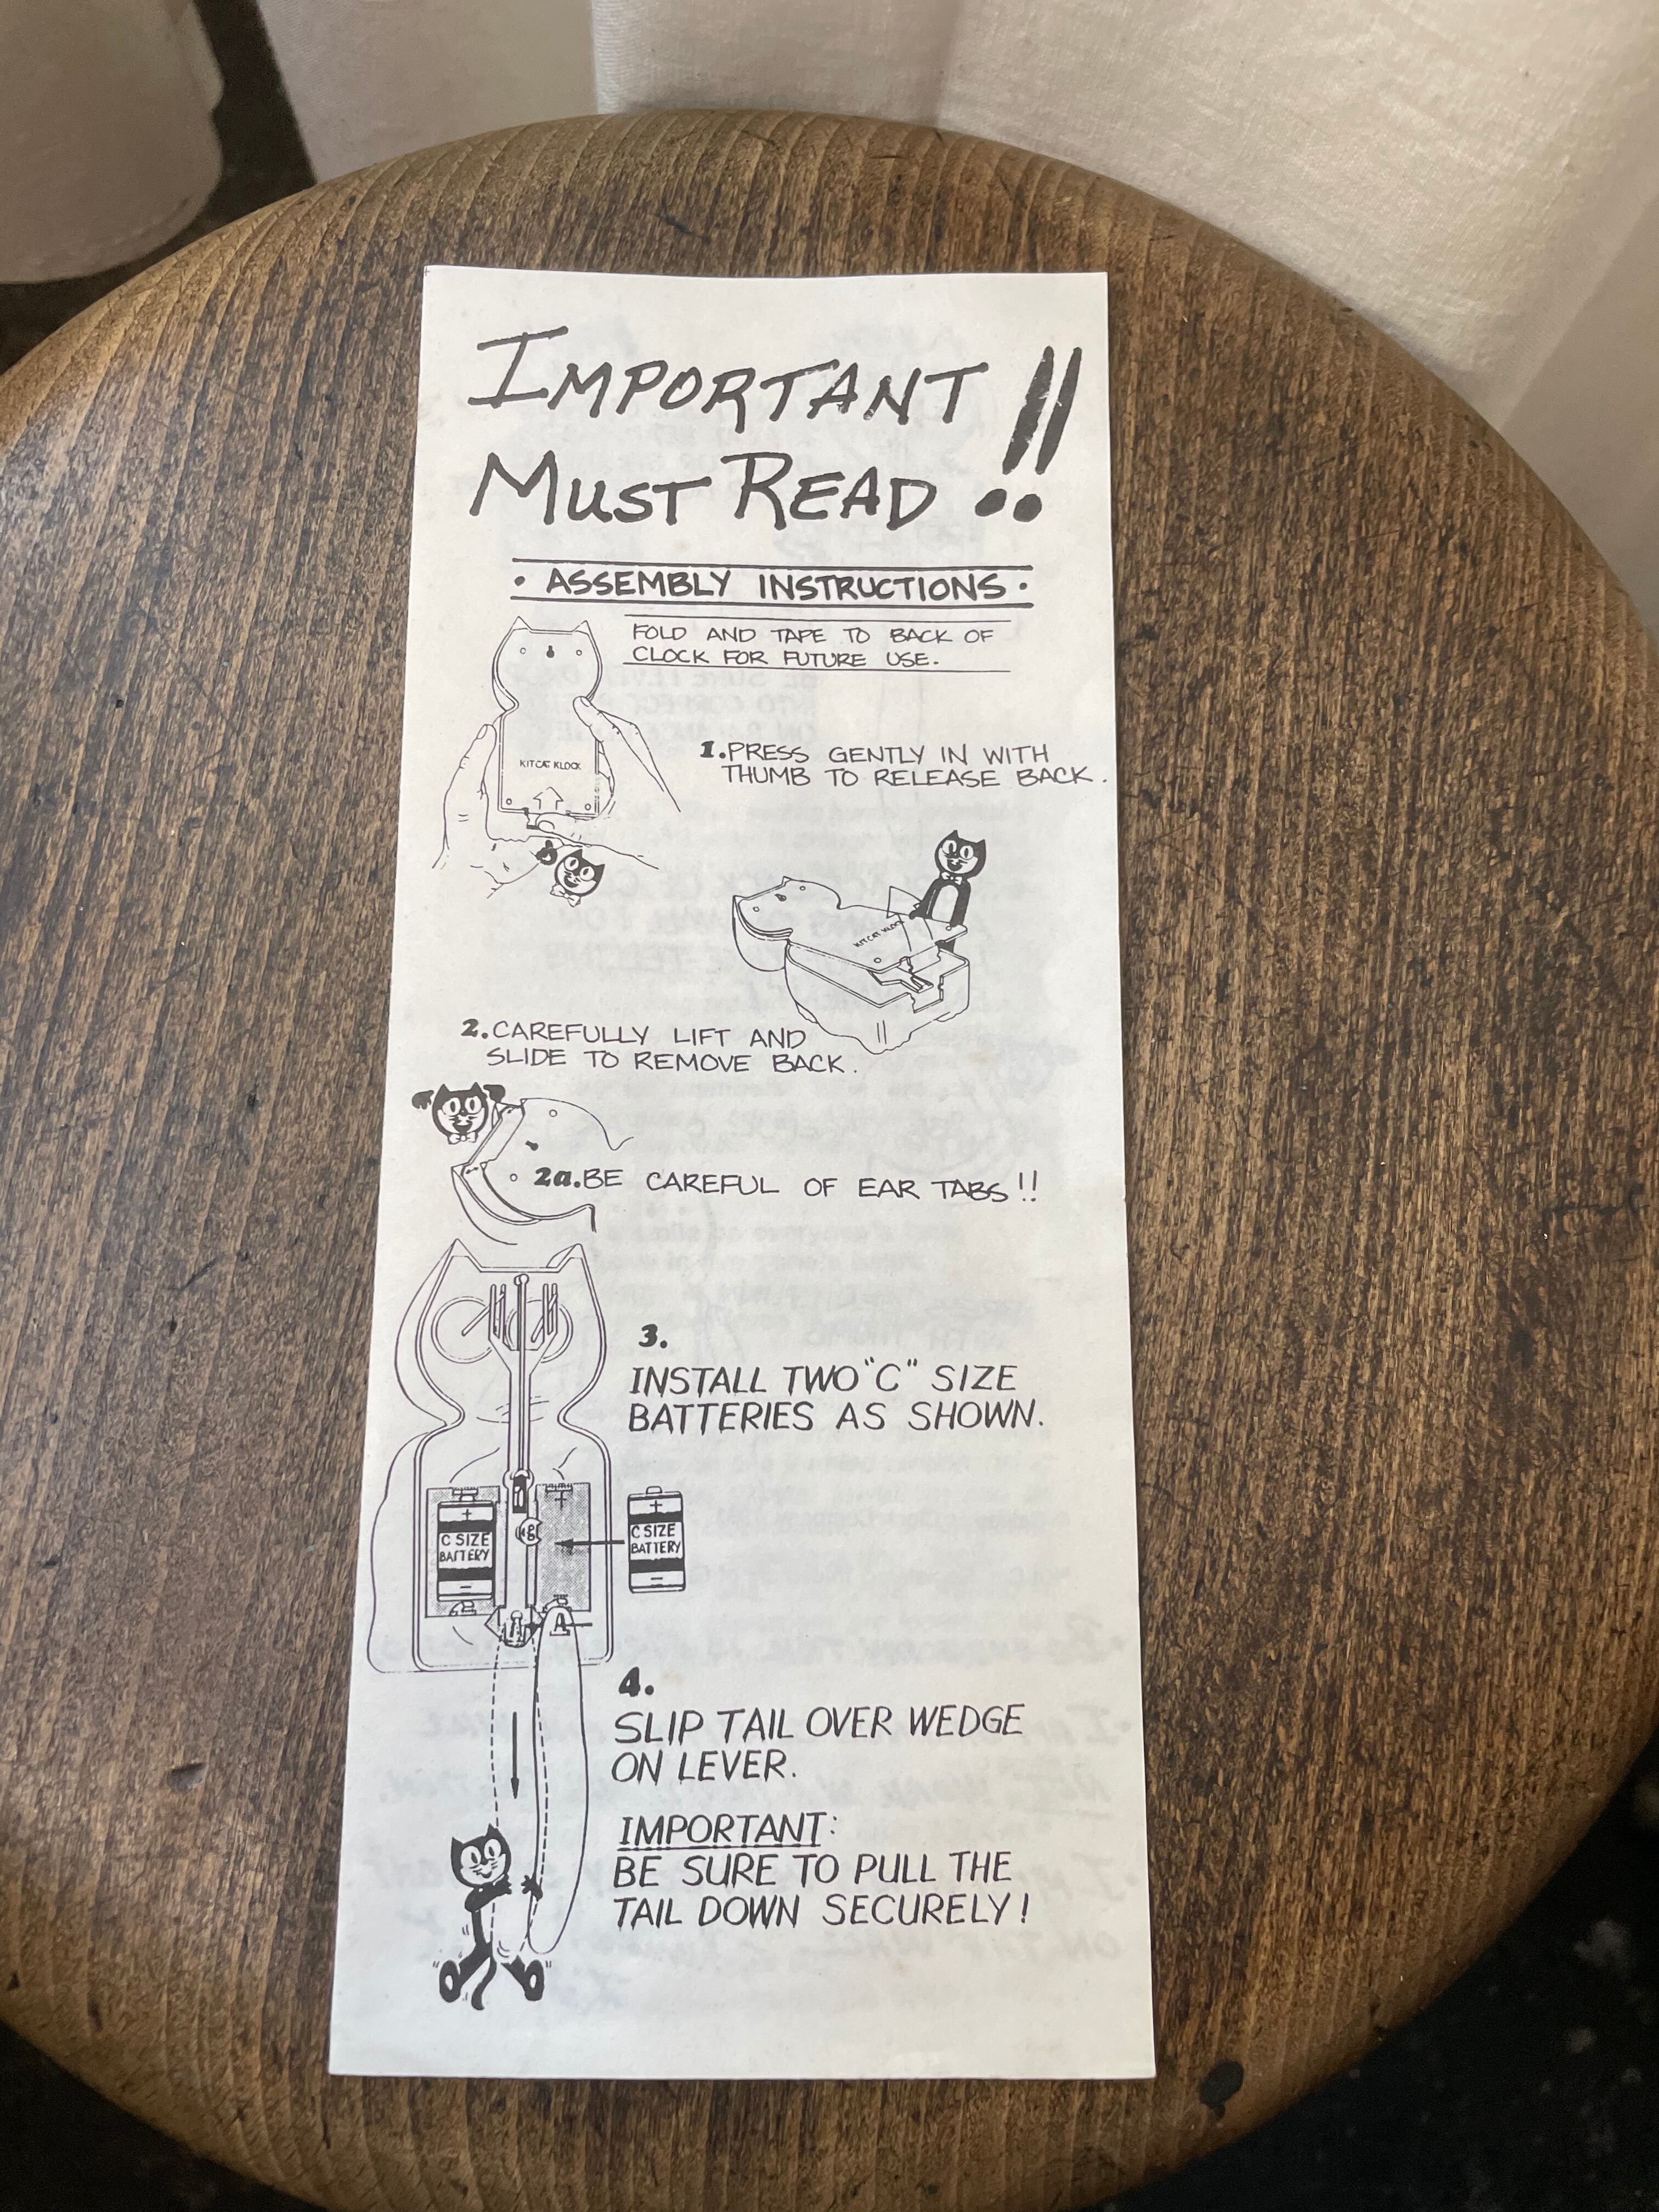 IMPORTANT
MUST READ !!
• ASSEMBLY INSTRUCTIONS •
FOLD AND TAPE TO BACK OF
CLOCK FOR FUTURE USE.
KIT CAT KLOCK
1. PRESS GENTLY IN WITH
THUMB TO RELEASE BACK.
KIT CAT KLOCK
2. CAREFULLY LIFT AND
SLIDE TO REMOVE BACK.
2a. BE CAREFUL OF EAR TABS!!
3.
INSTALL TWO "C" SIZE
BATTERIES AS SHOWN.
+
C SIZE
BATTERY
−
+
+
C SIZE
BATTERY
−
A
4.
SLIP TAIL OVER WEDGE
ON LEVER.
IMPORTANT:
BE SURE TO PULL THE
TAIL DOWN SECURELY!